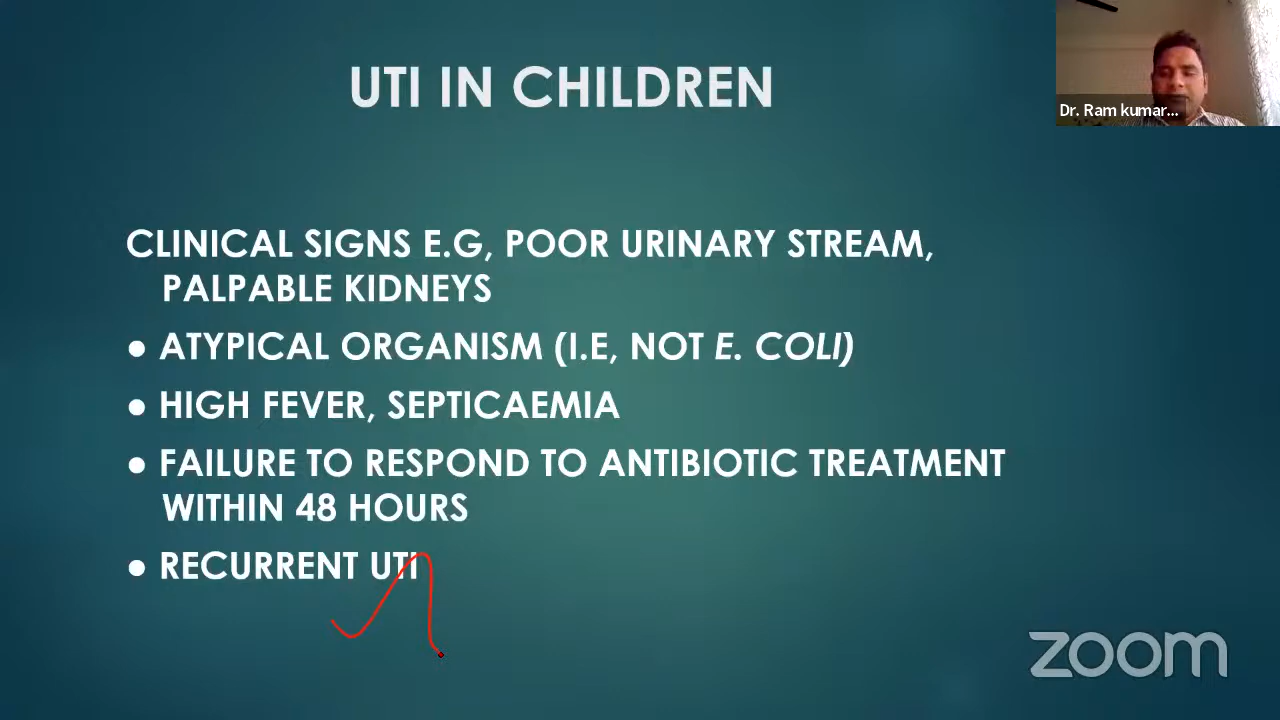 UTI IN CHILDREN
Dr. Ram kumar...
CLINICAL SIGNS E.G, POOR URINARY STREAM,
PALPABLE KIDNEYS
● ATYPICAL ORGANISM (I.E, NOT E. COLI)
● HIGH FEVER, SEPTICAEMIA
● FAILURE TO RESPOND TO ANTIBIOTIC TREATMENT
WITHIN 48 HOURS
● RECURRENT UTI
zoom